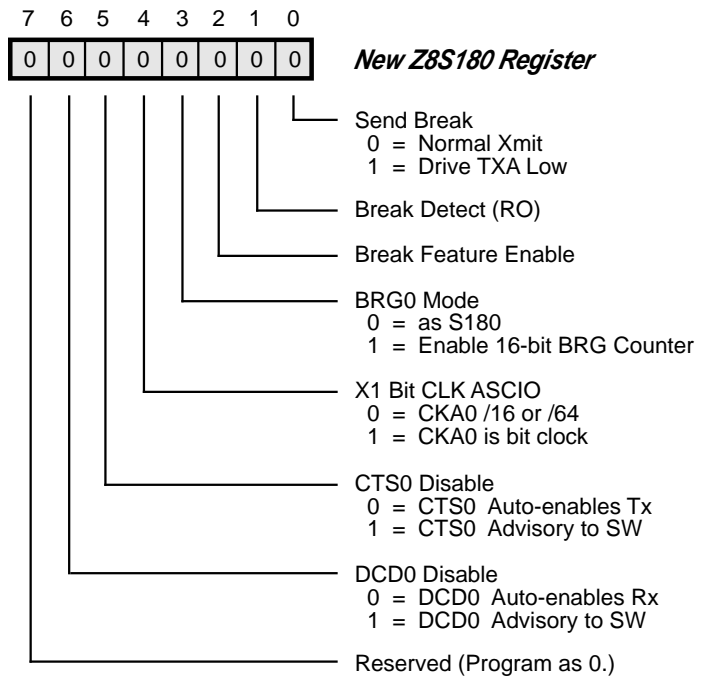 7 6 5 4 3 2 1 0
0 0 0 0 0 0 0 0
New Z8S180 Register
Send Break
0 = Normal Xmit
1 = Drive TXA Low
Break Detect (RO)
Break Feature Enable
BRG0 Mode
0 = as S180
1 = Enable 16-bit BRG Counter
X1 Bit CLK ASCIO
0 = CKA0 /16 or /64
1 = CKA0 is bit clock
CTS0 Disable
0 = CTS0 Auto-enables Tx
1 = CTS0 Advisory to SW
DCD0 Disable
0 = DCD0 Auto-enables Rx
1 = DCD0 Advisory to SW
Reserved (Program as 0.)